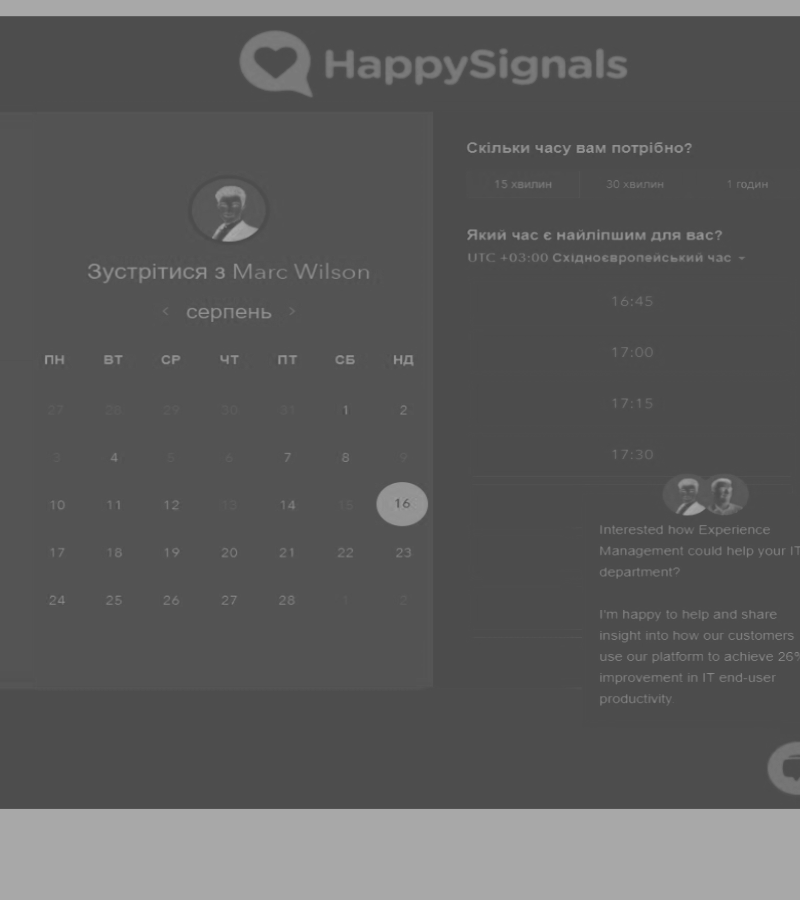 HappySignals
Зустрітися з Marc Wilson
‹ серпень ›
ПН ВТ СР ЧТ ПТ СБ НД
27 28 29 30 31 1 2
3 4 5 6 7 8 9
10 11 12 13 14 15 16
17 18 19 20 21 22 23
24 25 26 27 28 1 2
Скільки часу вам потрібно?
15 хвилин 30 хвилин 1 годин
Який час є найліпшим для вас?
UTC +03:00 Східноєвропейський час
16:45
17:00
17:15
17:30
Interested how Experience
Management could help your IT
department?
I'm happy to help and share
insight into how our customers
use our platform to achieve 26%
improvement in IT end-user
productivity.